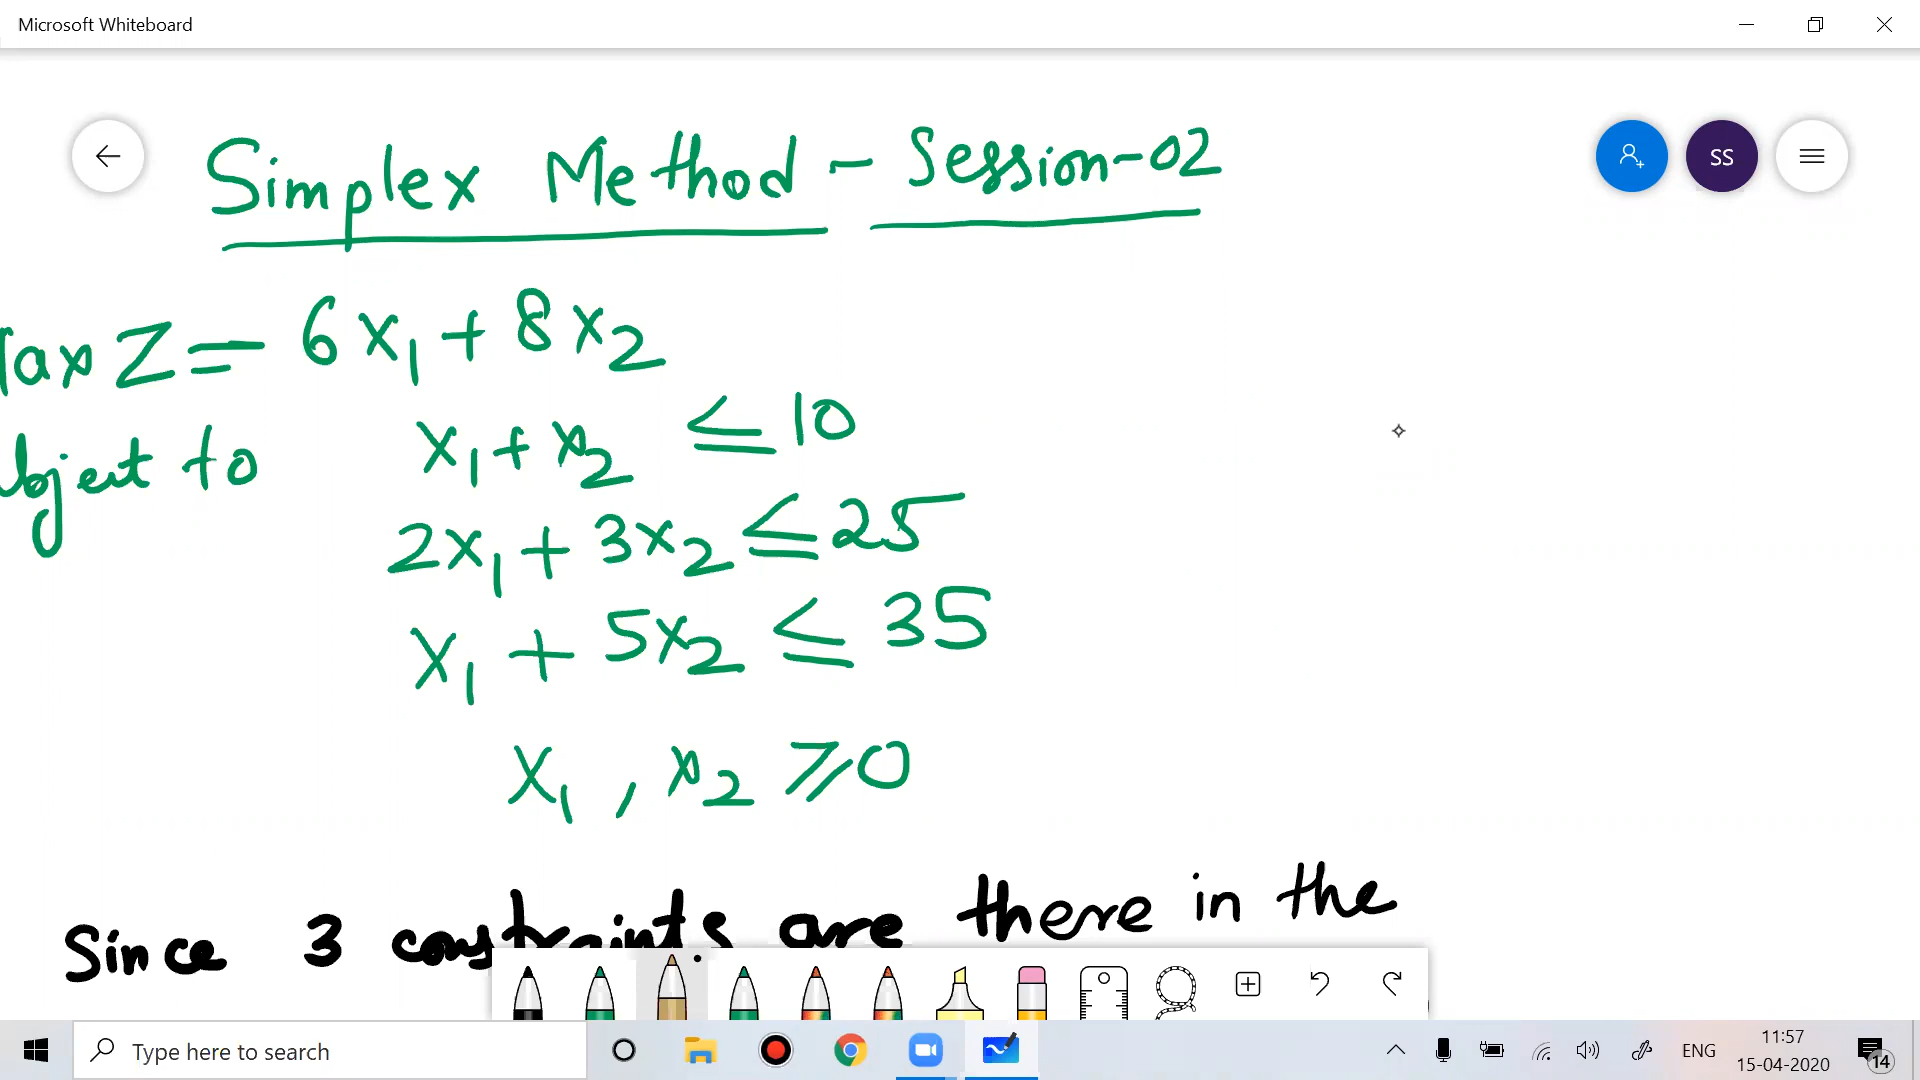 Microsoft Whiteboard
Simplex Method - Session-02
SS
Max Z = 6x₁ + 8x₂
x₁ + x₂ ≤ 10
bject to
2x₁ + 3x₂ ≤ 25
x₁ + 5x₂ ≤ 35
x₁ , x₂ ≥ 0
Since 3 constraints are there in the
Type here to search
ENG
11:57
15-04-2020
14